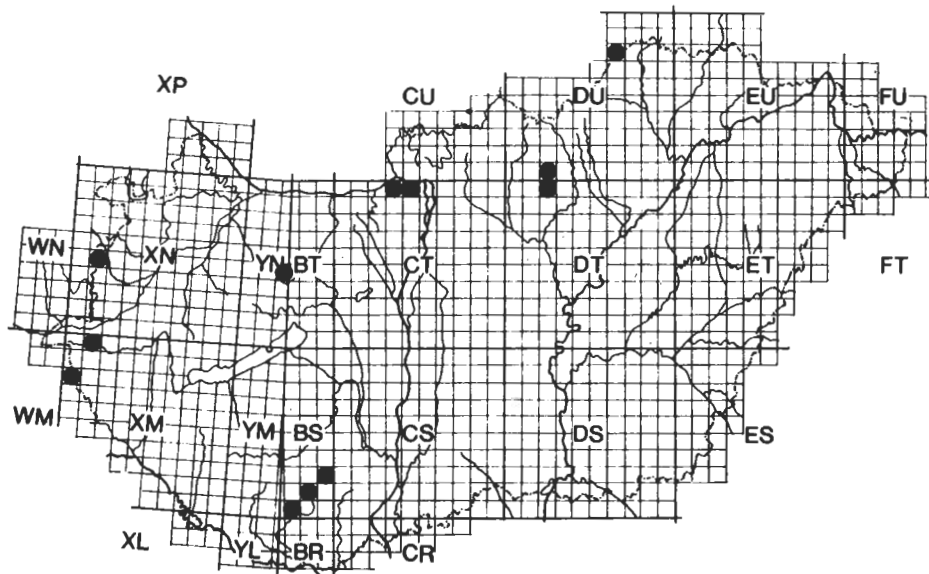 XP CU DU EU FU
WN XN YN BT CT DT ET FT
WM XM YM BS CS DS ES
XL YL BR CR